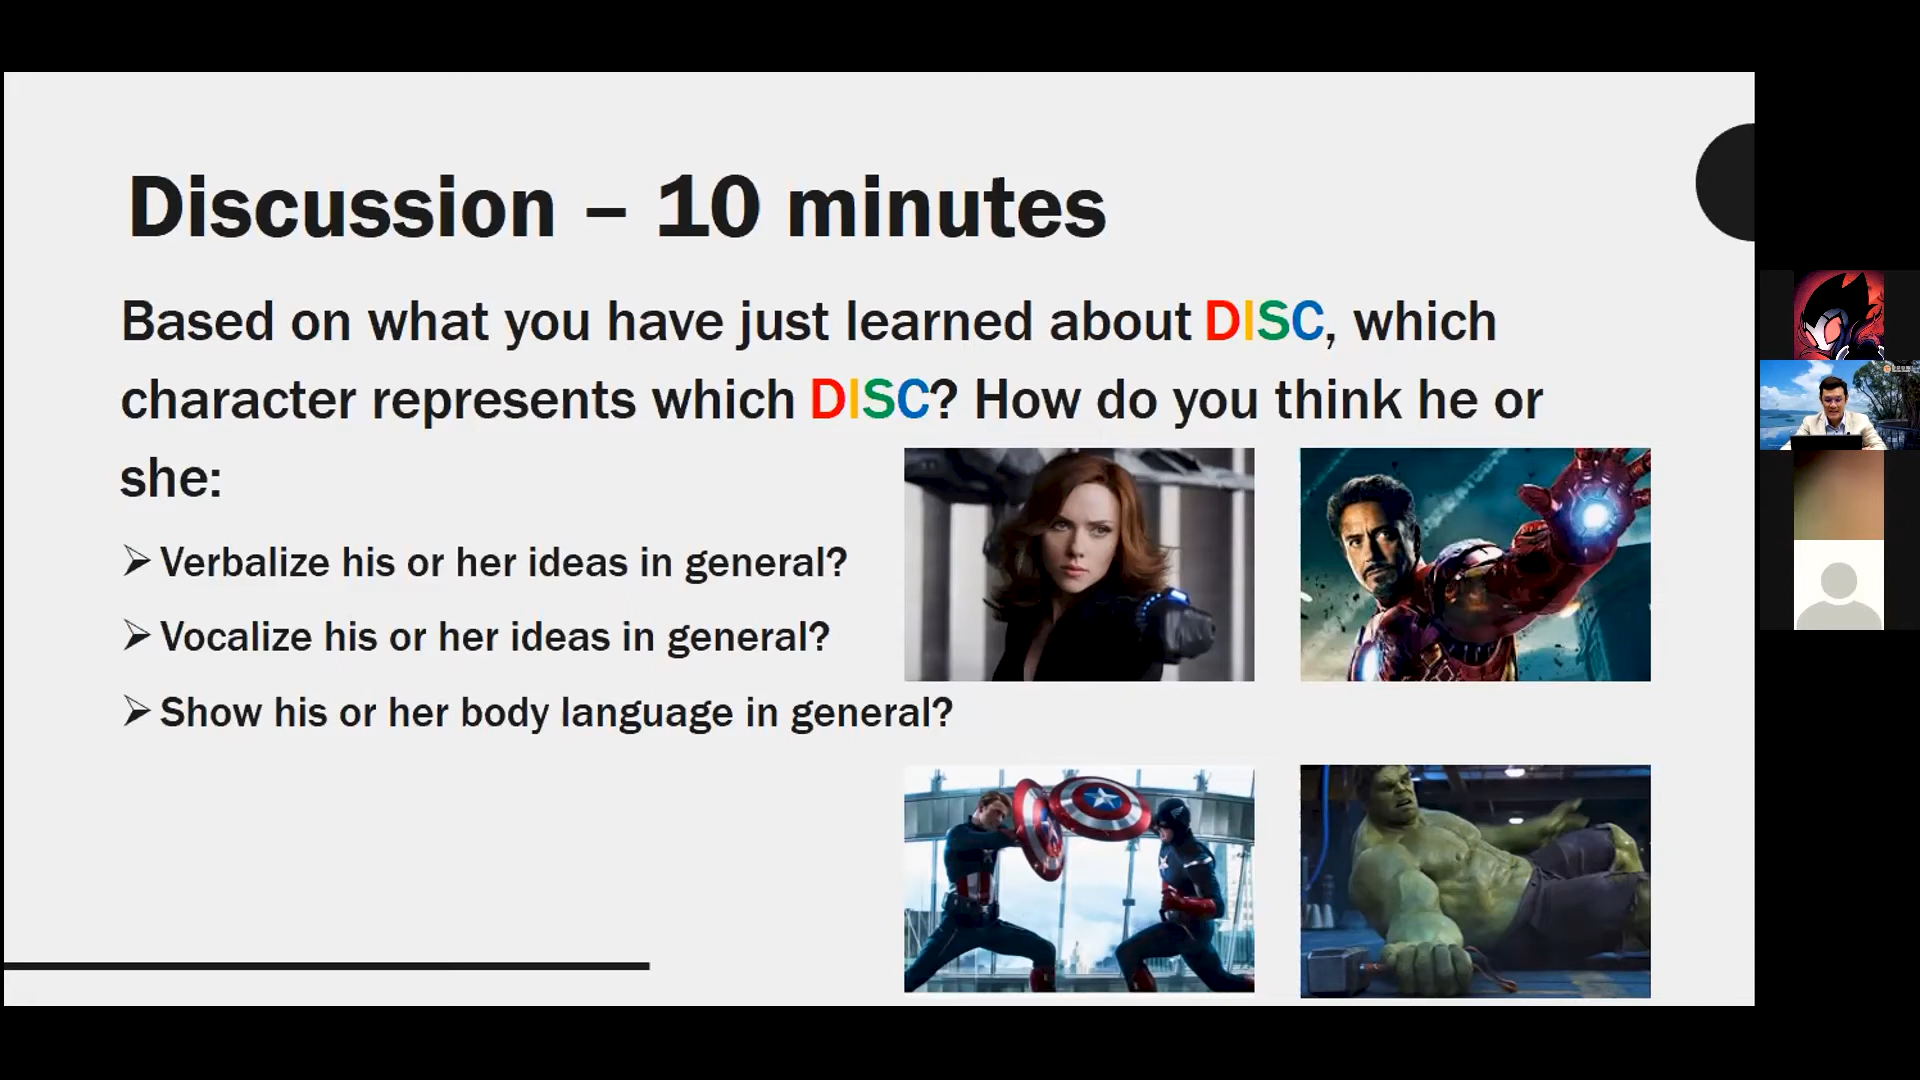 Discussion – 10 minutes
Based on what you have just learned about DISC, which
character represents which DISC? How do you think he or
she:
➢ Verbalize his or her ideas in general?
➢ Vocalize his or her ideas in general?
➢ Show his or her body language in general?